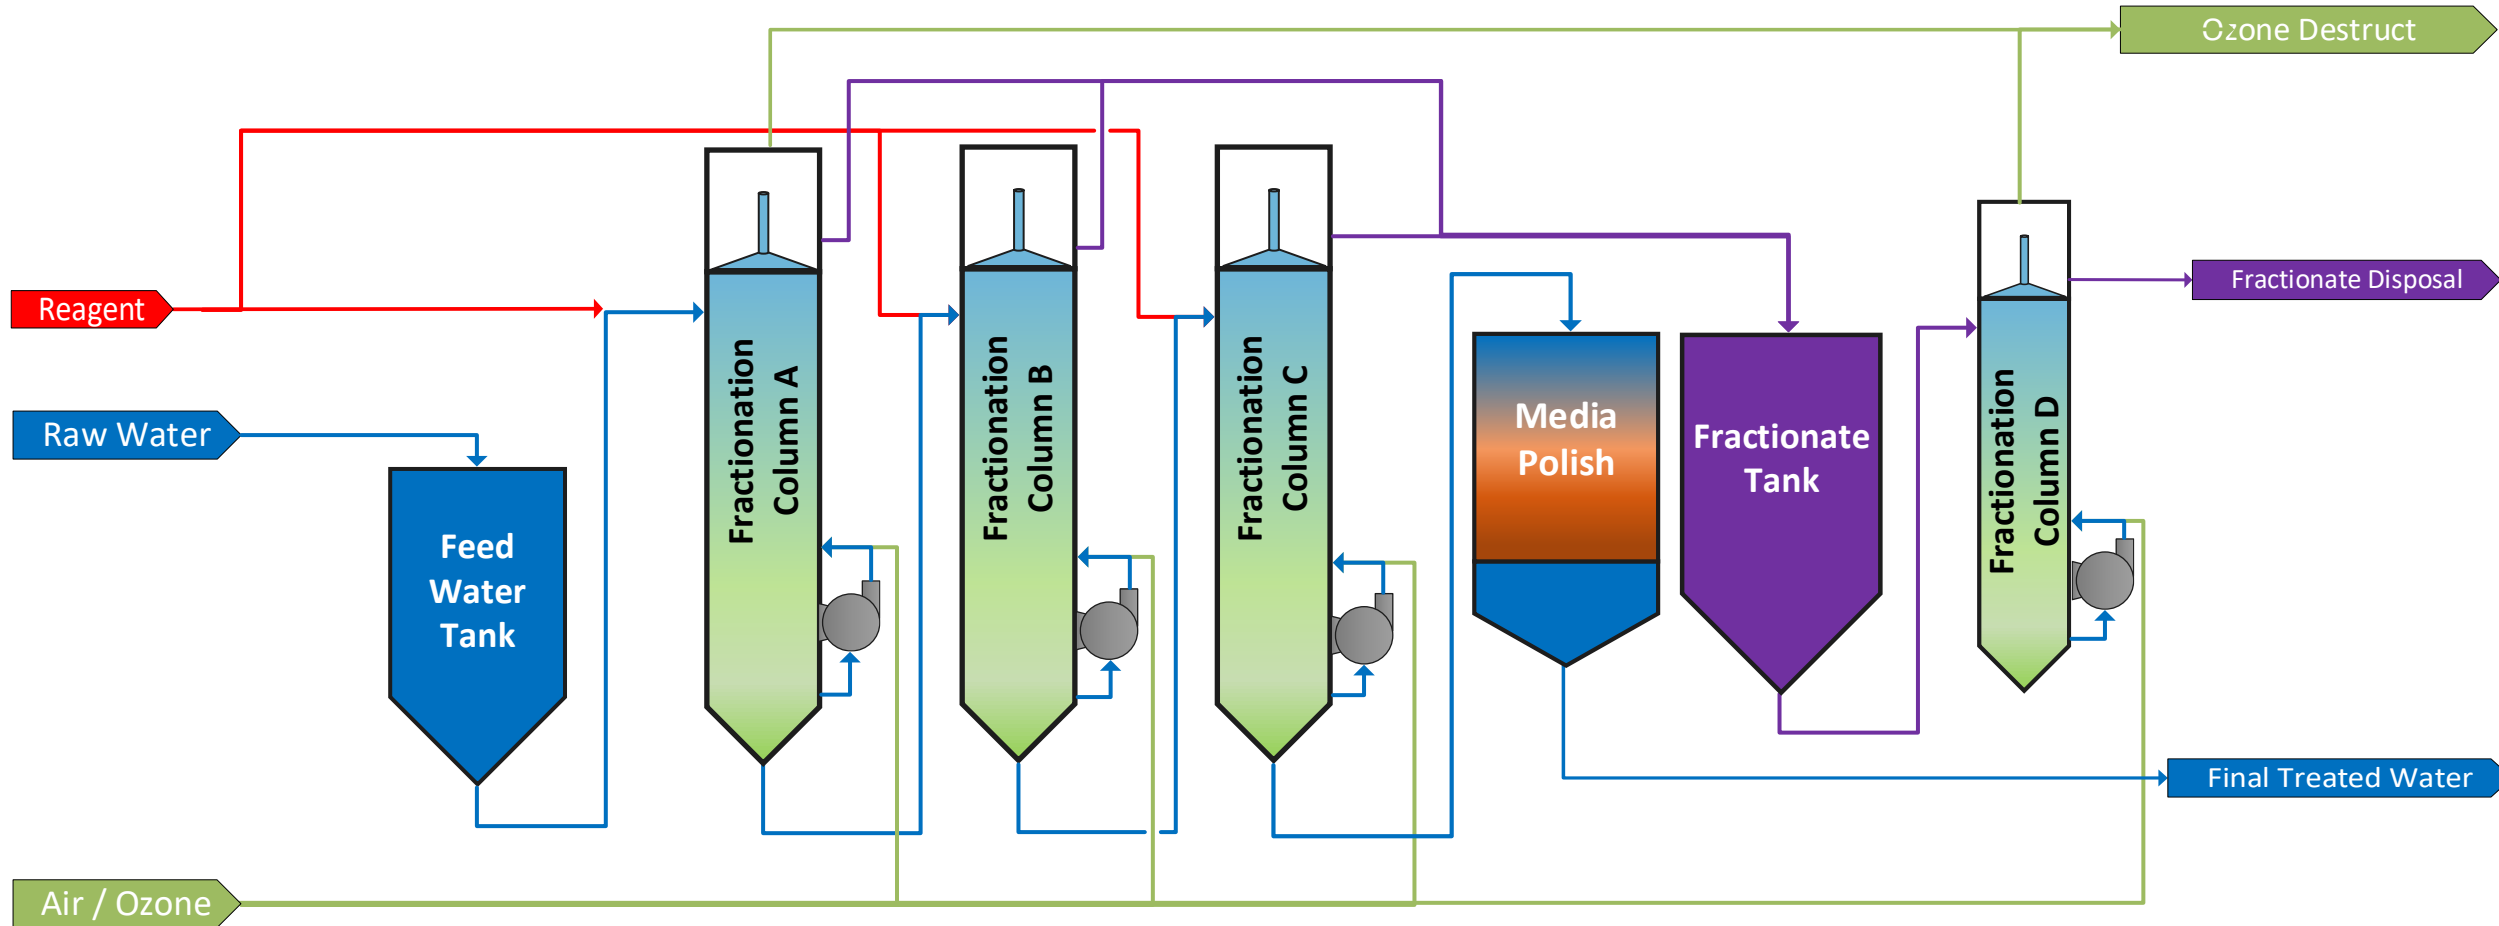 Ozone Destruct
Reagent
Raw Water
Feed
Water
Tank
Fractionation
Column A
Fractionation
Column B
Fractionation
Column C
Media
Polish
Fractionate
Tank
Fractionation
Column D
Fractionate Disposal
Final Treated Water
Air / Ozone